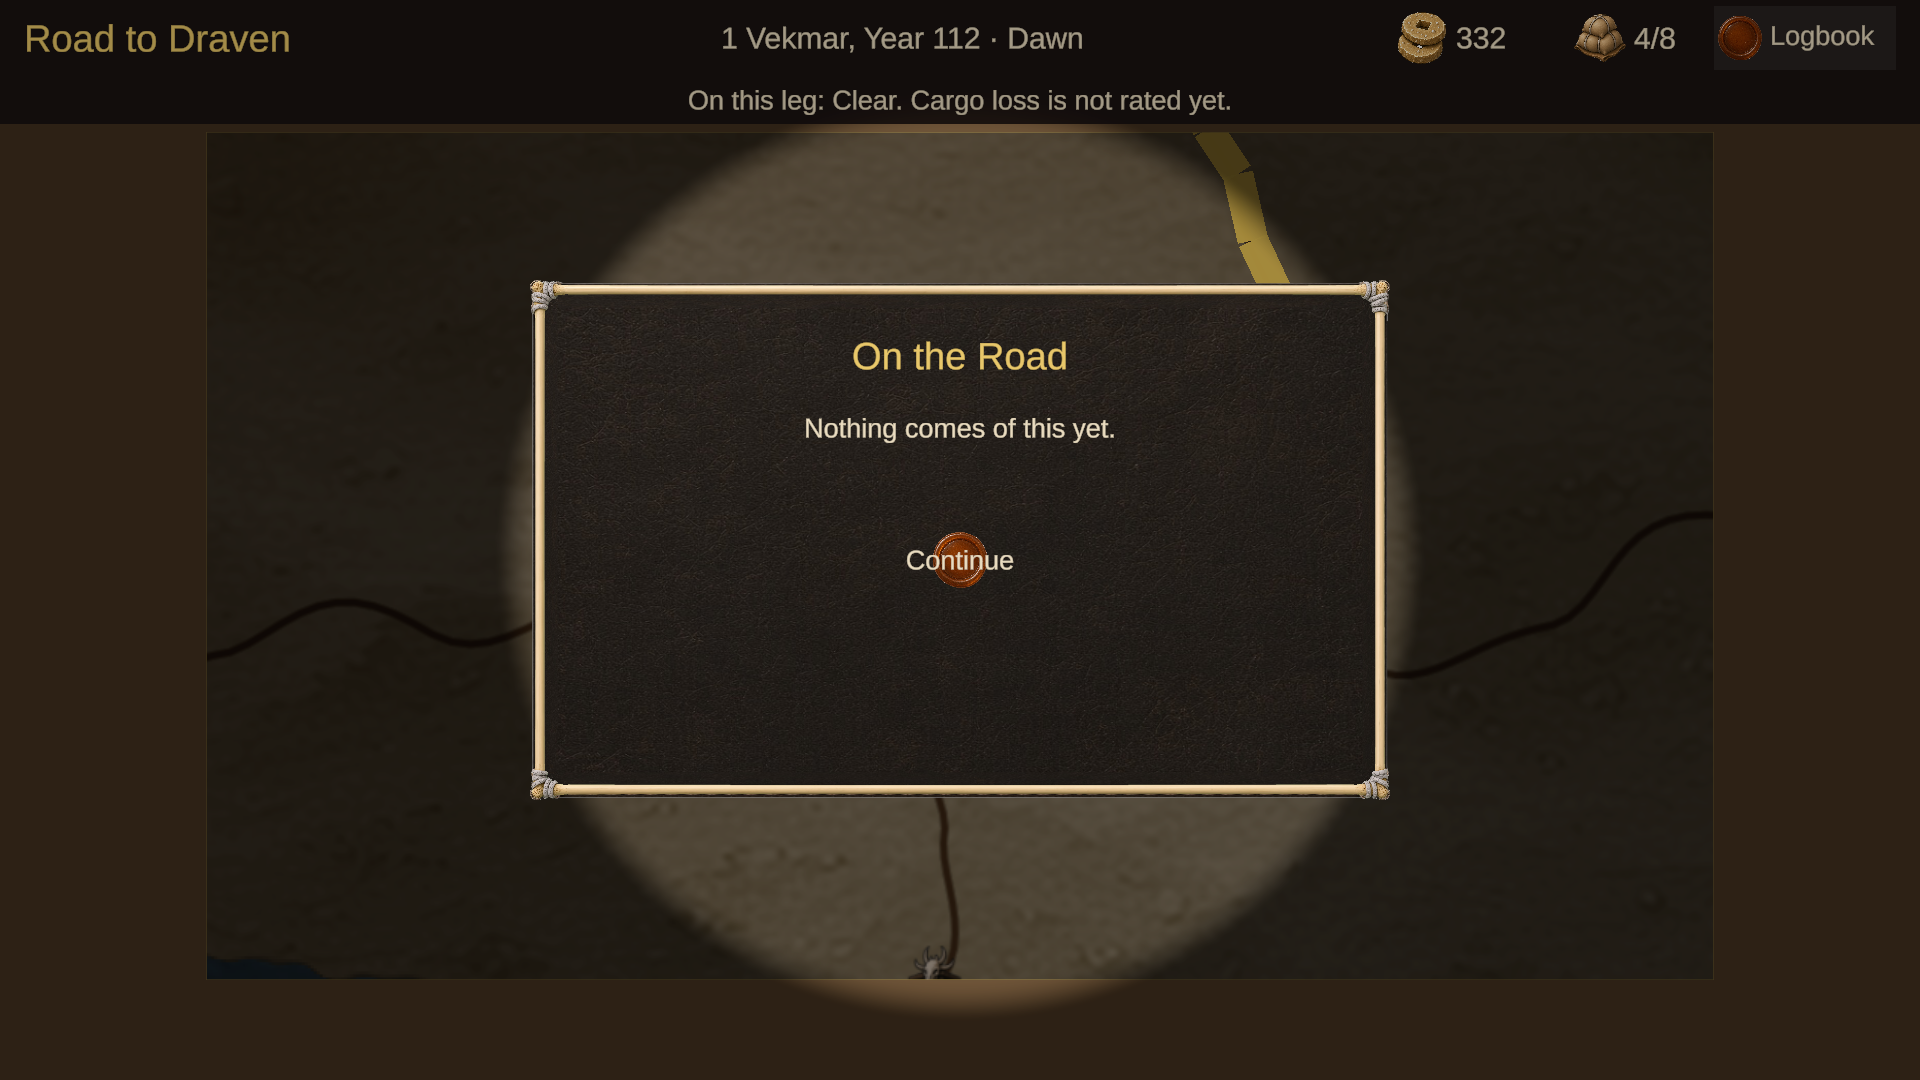 Road to Draven
1 Vekmar, Year 112 · Dawn
332
4/8
Logbook
On this leg: Clear. Cargo loss is not rated yet.
On the Road
Nothing comes of this yet.
Continue